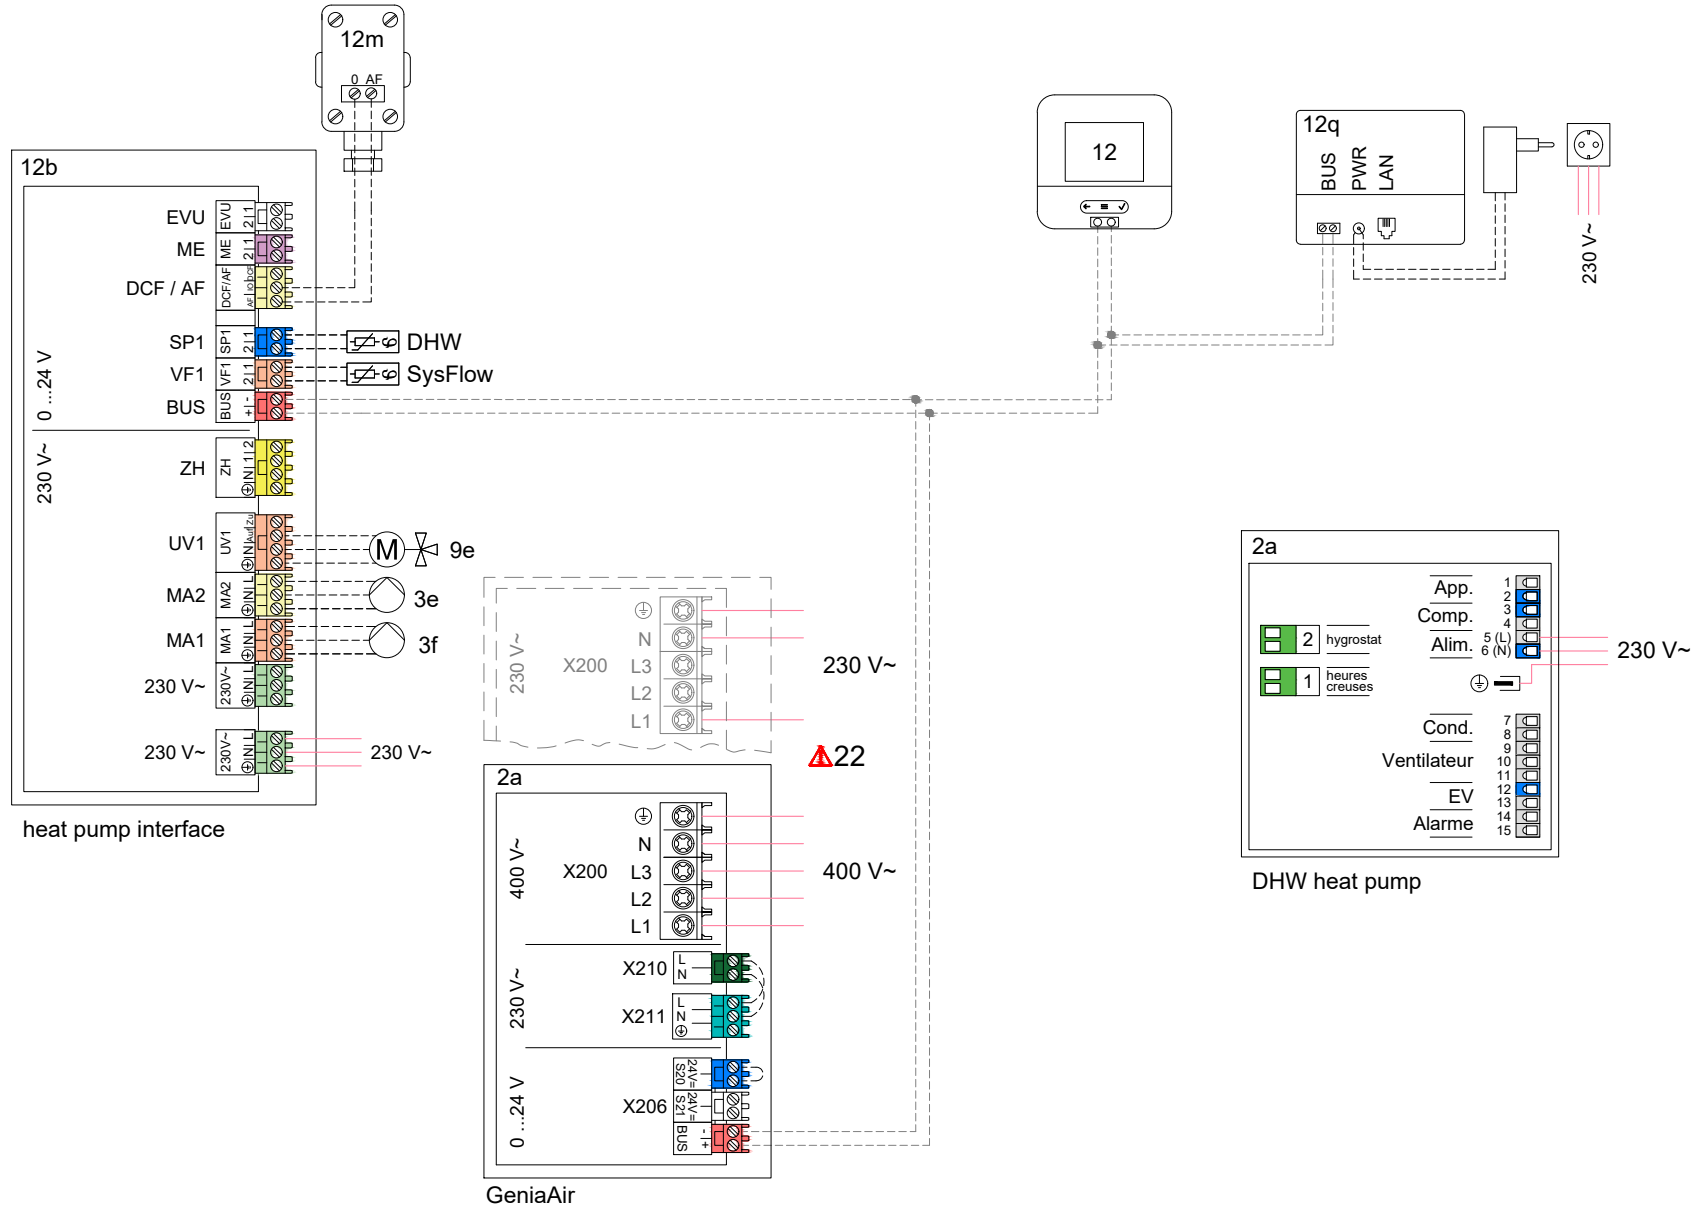 12m
0 AF
12b
EVU EVU 2|1
ME ME 2|1
DCF / AF DCF/AF AF |0 DCF
SP1 SP1 2|1
VF1 VF1 2|1
BUS BUS + -
0 ...24 V
230 V~
ZH ZH N|1|2
UV1 UV1 N|Auf|Zu
MA2 MA2 N|L
MA1 MA1 N|L
230 V~ 230V~ N|L
230 V~ 230V~ N|L 230 V~
heat pump interface
DHW
SysFlow
M 9e
3e
3f
12
12q
BUS
PWR
LAN
230 V~
230 V~
X200
N
L3
L2
L1
230 V~
22
2a
400 V~
X200
N
L3
L2
L1
400 V~
230 V~
X210
L
N
X211
L
N
0 ...24 V
X206
S20 24V=
S21 24V=
BUS - +
GeniaAir
2a
2 hygrostat
1 heures
creuses
App. 1
2
Comp. 3
4
Alim. 5 (L)
6 (N)
230 V~
Cond. 7
8
Ventilateur 9
10
11
EV 12
13
Alarme 14
15
DHW heat pump